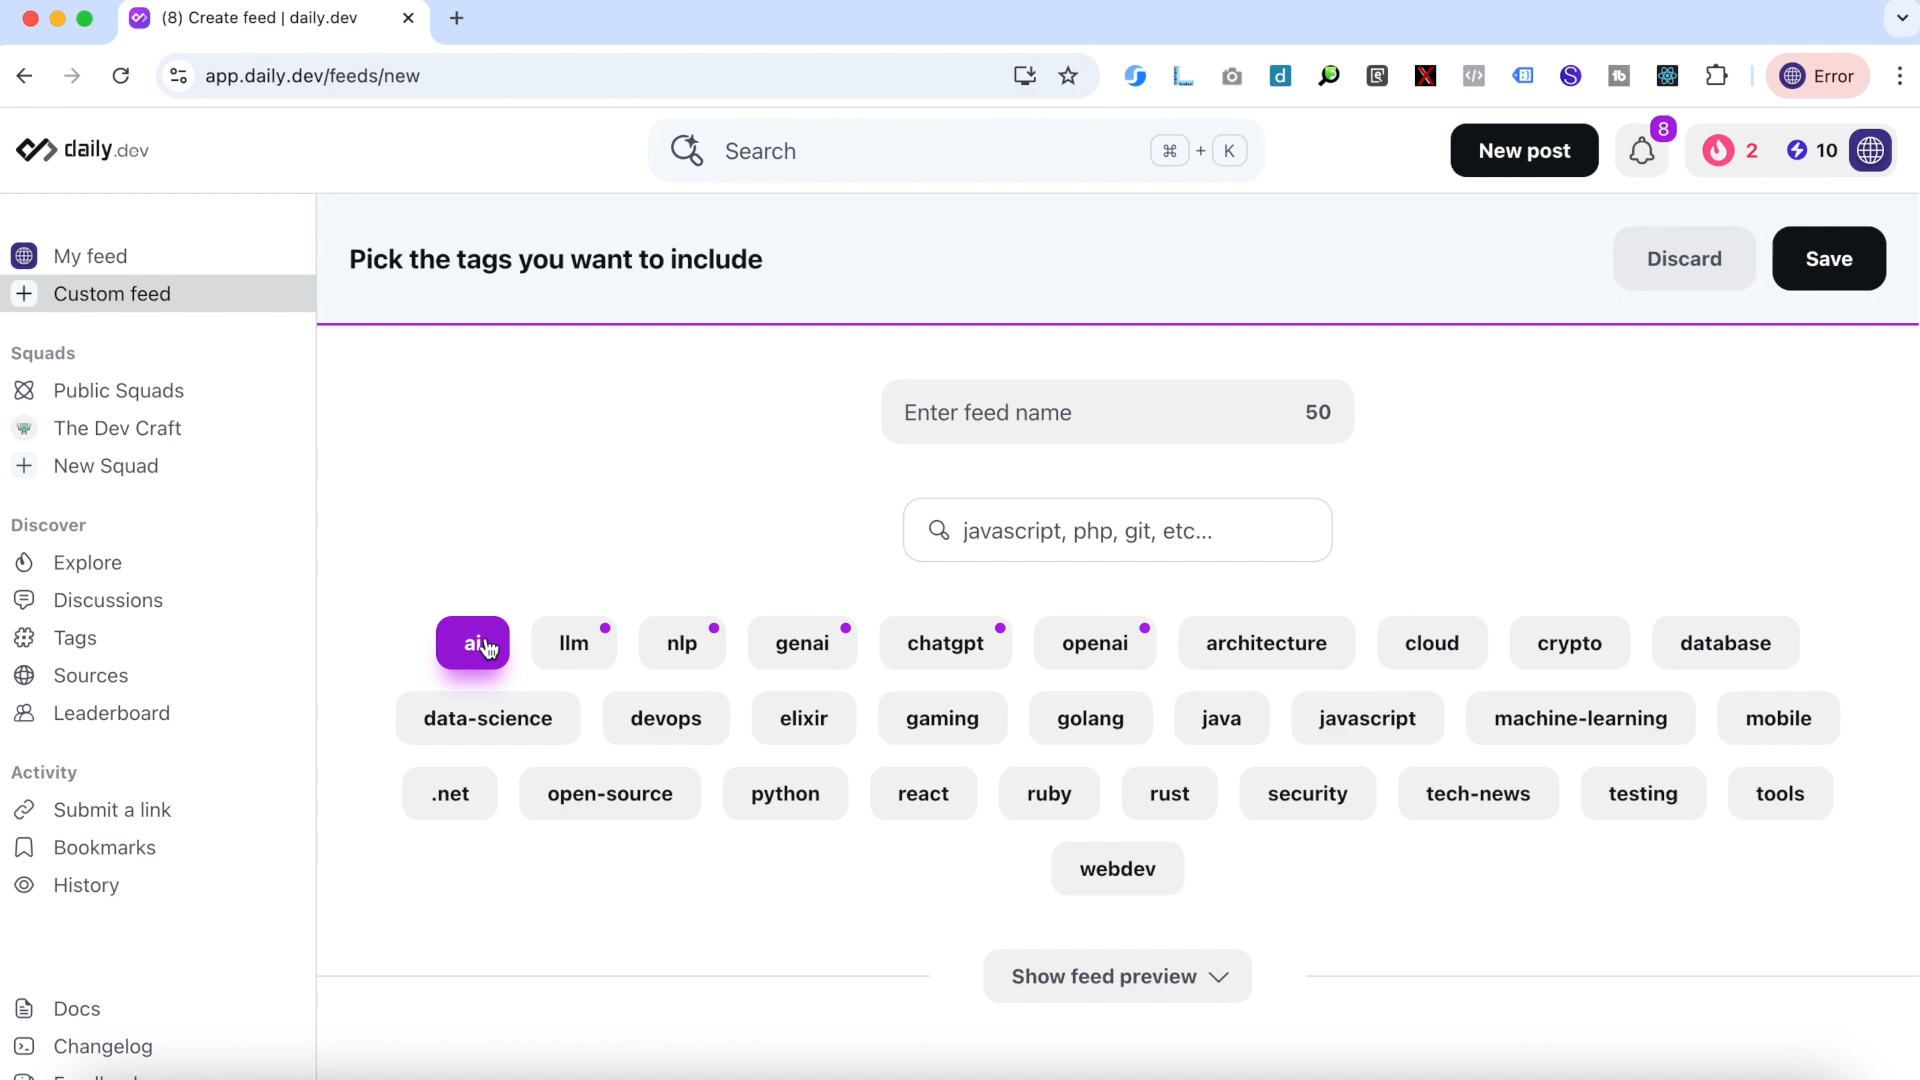 (8) Create feed | daily.dev
app.daily.dev/feeds/new
Error
daily.dev
Search
⌘ + K
New post
8
2
10
My feed
Custom feed
Squads
Public Squads
The Dev Craft
New Squad
Discover
Explore
Discussions
Tags
Sources
Leaderboard
Activity
Submit a link
Bookmarks
History
Docs
Changelog
Pick the tags you want to include
Discard
Save
Enter feed name 50
javascript, php, git, etc...
ai llm nlp genai chatgpt openai architecture cloud crypto database
data-science devops elixir gaming golang java javascript machine-learning mobile
.net open-source python react ruby rust security tech-news testing tools
webdev
Show feed preview